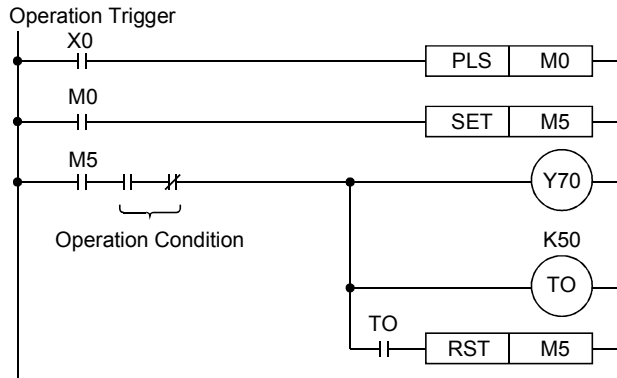 Operation Trigger
X0
PLS M0
M0
SET M5
M5
Y70
Operation Condition
K50
TO
TO
RST M5